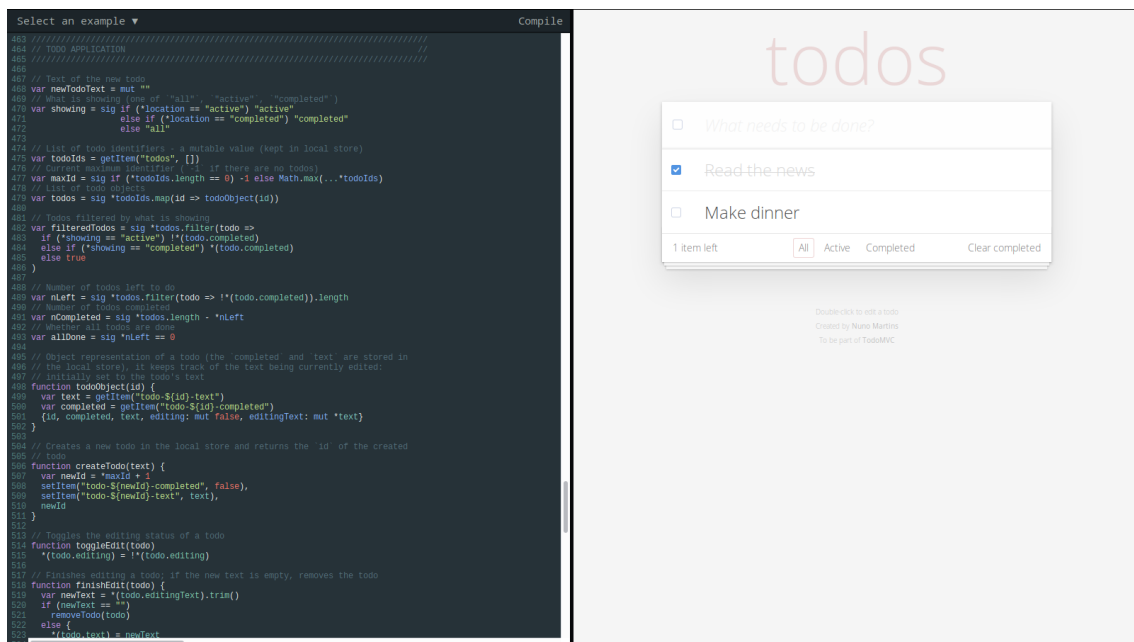 Select an example ▼
Compile
463 ////////////////////////////////////////////////////////////////////////////////
464 // TODO APPLICATION //
465 ////////////////////////////////////////////////////////////////////////////////
466
467 // Text of the new todo
468 var newTodoText = mut ""
469 // What is showing (one of `"all"`, `"active"`, `"completed"`)
470 var showing = sig if (*location == "active") "active"
471 else if (*location == "completed") "completed"
472 else "all"
473
474 // List of todo identifiers - a mutable value (kept in local store)
475 var todoIds = getItem("todos", [])
476 // Current maximum identifier (`-1` if there are no todos)
477 var maxId = sig if (*todoIds.length == 0) -1 else Math.max(...*todoIds)
478 // List of todo objects
479 var todos = sig *todoIds.map(id => todoObject(id))
480
481 // Todos filtered by what is showing
482 var filteredTodos = sig *todos.filter(todo =>
483 if (*showing == "active") !*(todo.completed)
484 else if (*showing == "completed") *(todo.completed)
485 else true
486 )
487
488 // Number of todos left to do
489 var nLeft = sig *todos.filter(todo => !*(todo.completed)).length
490 // Number of todos completed
491 var nCompleted = sig *todos.length - *nLeft
492 // Whether all todos are done
493 var allDone = sig *nLeft == 0
494
495 // Object representation of a todo (the `completed` and `text` are stored in
496 // the local store), it keeps track of the text being currently edited:
497 // initially set to the todo's text
498 function todoObject(id) {
499 var text = getItem("todo-${id}-text")
500 var completed = getItem("todo-${id}-completed")
501 {id, completed, text, editing: mut false, editingText: mut *text}
502 }
503
504 // Creates a new todo in the local store and returns the `id` of the created
505 // todo
506 function createTodo(text) {
507 var newId = *maxId + 1
508 setItem("todo-${newId}-completed", false),
509 setItem("todo-${newId}-text", text),
510 newId
511 }
512
513 // Toggles the editing status of a todo
514 function toggleEdit(todo)
515 *(todo.editing) = !*(todo.editing)
516
517 // Finishes editing a todo; if the new text is empty, removes the todo
518 function finishEdit(todo) {
519 var newText = *(todo.editingText).trim()
520 if (newText == "")
521 removeTodo(todo)
522 else {
523 *(todo.text) = newText
todos
What needs to be done?
Read the news
Make dinner
1 item left All Active Completed Clear completed
Double-click to edit a todo
Created by Nuno Martins
To be part of TodoMVC